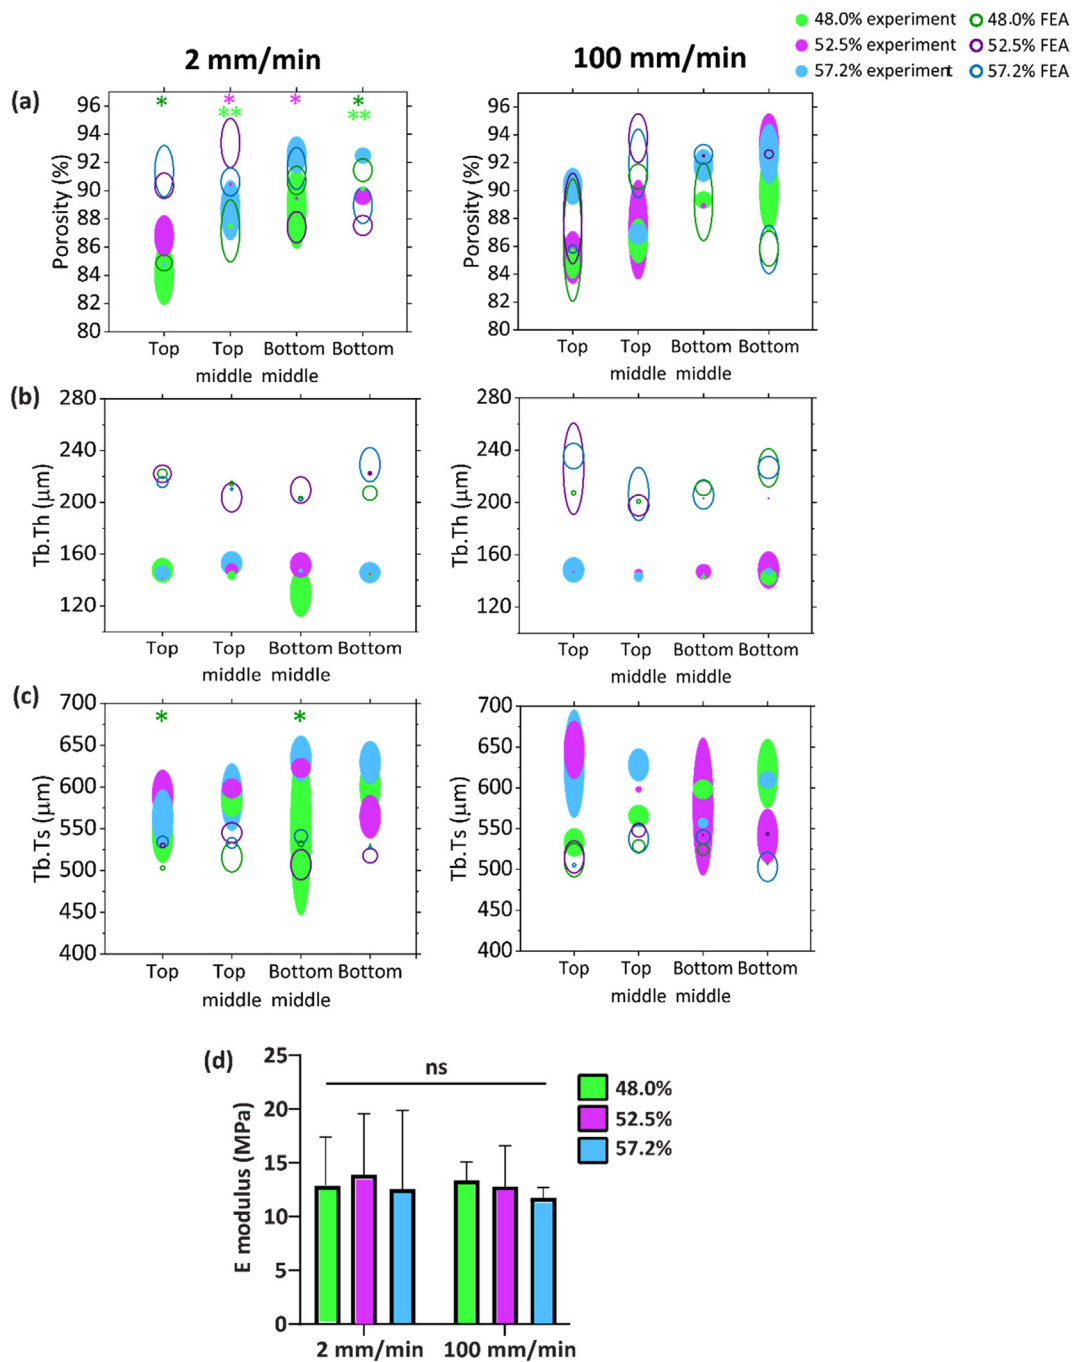 48.0% experiment 48.0% FEA
52.5% experiment 52.5% FEA
57.2% experiment 57.2% FEA
2 mm/min
100 mm/min
(a)
Porosity (%)
96
94
92
90
88
86
84
82
80
* * * *
** **
Top Top middle Bottom middle Bottom
96
94
92
90
88
86
84
82
80
Top Top middle Bottom middle Bottom
(b)
Tb.Th (μm)
280
240
200
160
120
Top Top middle Bottom middle Bottom
280
240
200
160
120
Top Top middle Bottom middle Bottom
(c)
Tb.Ts (μm)
700
650
600
550
500
450
400
* *
Top Top middle Bottom middle Bottom
Tb.Ts (μm)
700
650
600
550
500
450
400
Top Top middle Bottom middle Bottom
(d)
E modulus (MPa)
25
20
15
10
5
0
ns
2 mm/min 100 mm/min
48.0%
52.5%
57.2%